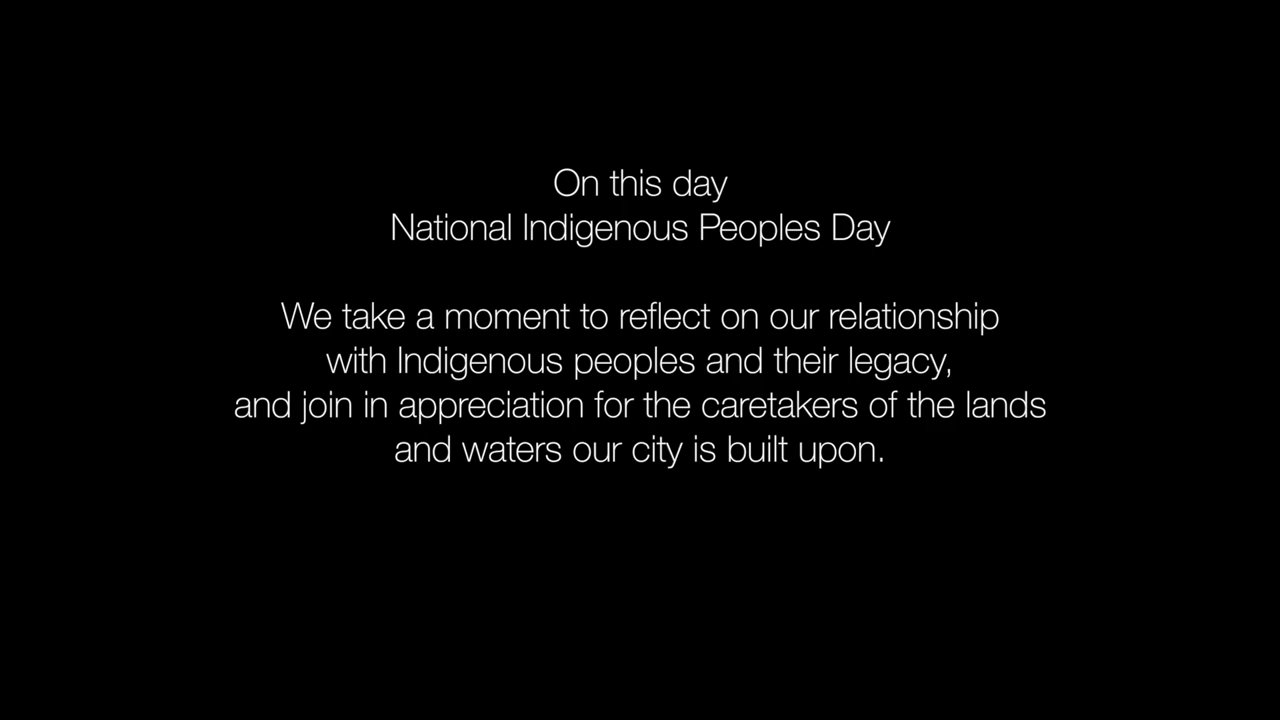 On this day
National Indigenous Peoples Day
We take a moment to reflect on our relationship
with Indigenous peoples and their legacy,
and join in appreciation for the caretakers of the lands
and waters our city is built upon.